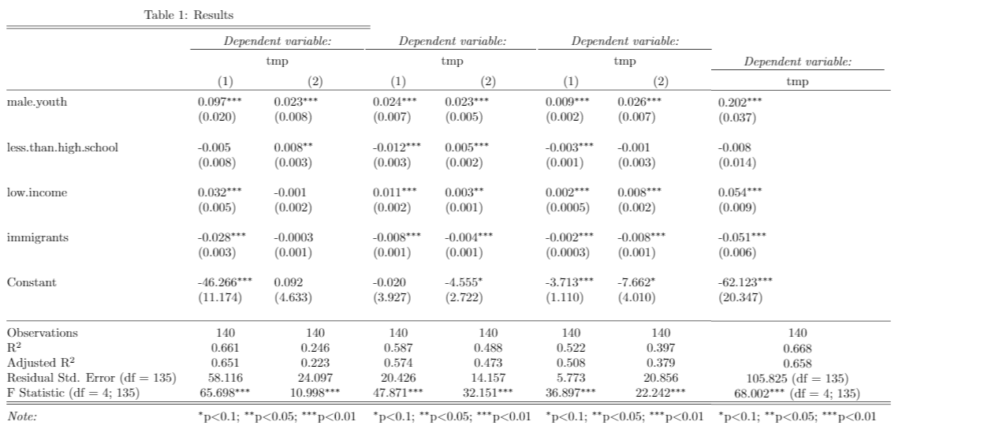 Table 1: Results
Dependent variable: Dependent variable: Dependent variable:
tmp tmp tmp Dependent variable:
(1) (2) (1) (2) (1) (2) tmp
male.youth 0.097*** 0.023*** 0.024*** 0.023*** 0.009*** 0.026*** 0.202***
(0.020) (0.008) (0.007) (0.005) (0.002) (0.007) (0.037)
less.than.high.school -0.005 0.008** -0.012*** 0.005*** -0.003*** -0.001 -0.008
(0.008) (0.003) (0.003) (0.002) (0.001) (0.003) (0.014)
low.income 0.032*** -0.001 0.011*** 0.003** 0.002*** 0.008*** 0.054***
(0.005) (0.002) (0.002) (0.001) (0.0005) (0.002) (0.009)
immigrants -0.028*** -0.0003 -0.008*** -0.004*** -0.002*** -0.008*** -0.051***
(0.003) (0.001) (0.001) (0.001) (0.0003) (0.001) (0.006)
Constant -46.266*** 0.092 -0.020 -4.555* -3.713*** -7.662* -62.123***
(11.174) (4.633) (3.927) (2.722) (1.110) (4.010) (20.347)
Observations 140 140 140 140 140 140 140
R² 0.661 0.246 0.587 0.488 0.522 0.397 0.668
Adjusted R² 0.651 0.223 0.574 0.473 0.508 0.379 0.658
Residual Std. Error (df = 135) 58.116 24.097 20.426 14.157 5.773 20.856 105.825 (df = 135)
F Statistic (df = 4; 135) 65.698*** 10.998*** 47.871*** 32.151*** 36.897*** 22.242*** 68.002*** (df = 4; 135)
Note: *p<0.1; **p<0.05; ***p<0.01 *p<0.1; **p<0.05; ***p<0.01 *p<0.1; **p<0.05; ***p<0.01 *p<0.1; **p<0.05; ***p<0.01